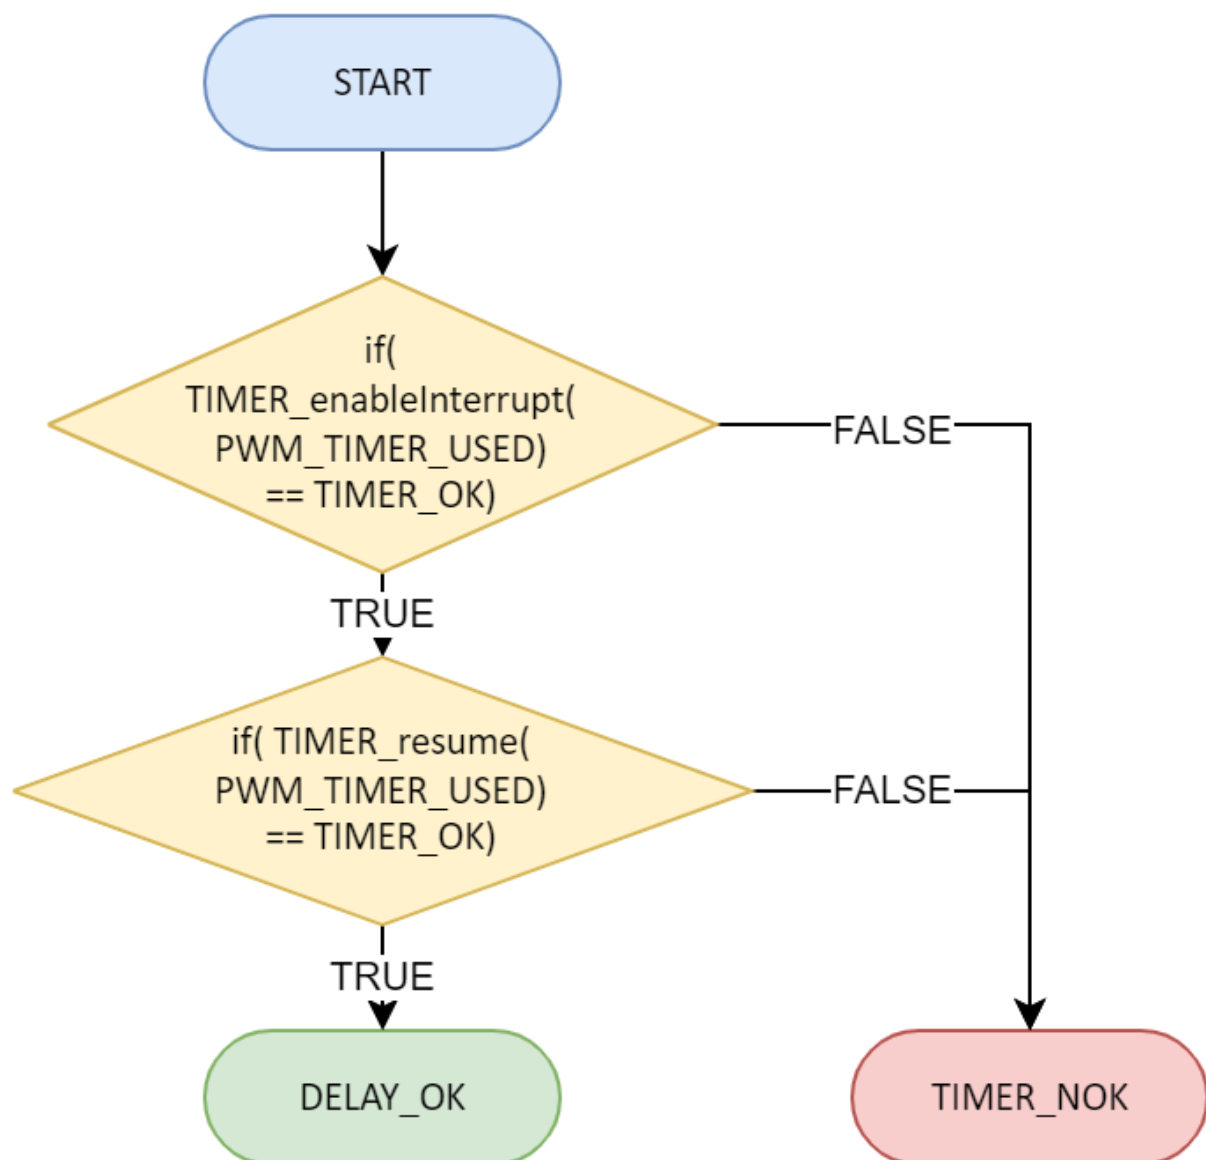 START
if(
TIMER_enableInterrupt(
PWM_TIMER_USED)
== TIMER_OK)
FALSE
TRUE
if( TIMER_resume(
PWM_TIMER_USED)
== TIMER_OK)
FALSE
TRUE
DELAY_OK
TIMER_NOK